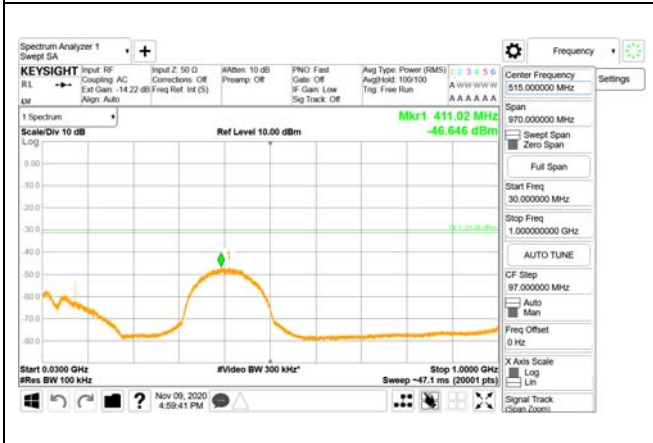 Spectrum Analyzer 1
Swept SA
Frequency
KEYSIGHT
Input: RF
Coupling: AC
Ext Gain: -14.22 dB
Align: Auto
Input Z: 50 Ω
Corrections: Off
Freq Ref: Int (S)
#Atten: 10 dB
Preamp: Off
PNO: Fast
Gate: Off
IF Gain: Low
Sig Track: Off
Avg Type: Power (RMS)
Avg|Hold: 100/100
Trig: Free Run
1 2 3 4 5 6
A W W W W W
A A A A A A
RL
1 Spectrum
Scale/Div 10 dB
Log
Ref Level 10.00 dBm
Mkr1 411.02 MHz
-46.646 dBm
0.00
-10.0
-20.0
-30.0
-40.0
-50.0
-60.0
-70.0
-80.0
1
Start 0.0300 GHz
#Res BW 100 kHz
#Video BW 300 kHz*
Stop 1.0000 GHz
Sweep ~47.1 ms (20001 pts)
Nov 09, 2020
4:59:41 PM
Center Frequency
515.000000 MHz
Settings
Span
970.000000 MHz
Swept Span
Zero Span
Full Span
Start Freq
30.000000 MHz
Stop Freq
1.000000000 GHz
AUTO TUNE
CF Step
97.000000 MHz
Auto
Man
Freq Offset
0 Hz
X Axis Scale
Log
Lin
Signal Track
(Span Zoom)